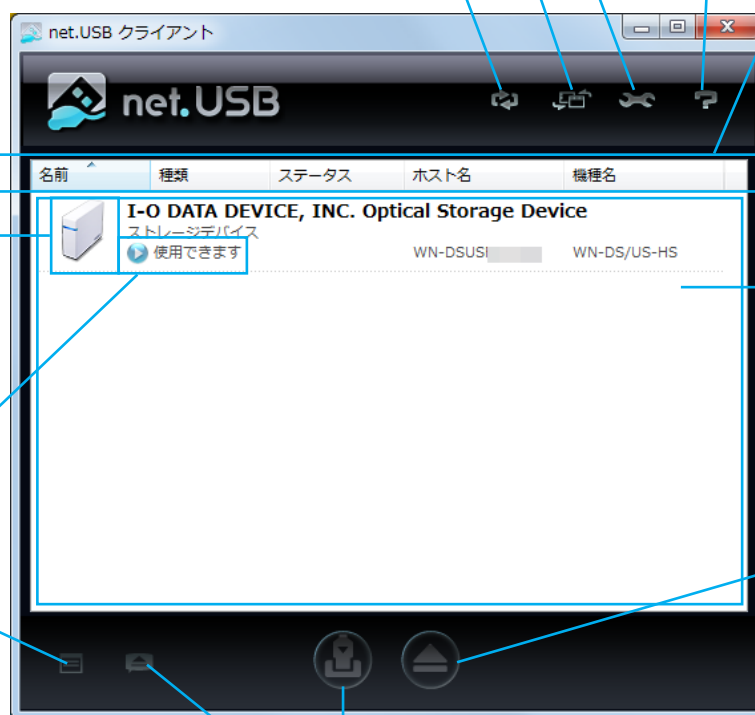 net.USB クライアント
net.USB
名前 種類 ステータス ホスト名 機種名
I-O DATA DEVICE, INC. Optical Storage Device
ストレージデバイス
使用できます WN-DSUS WN-DS/US-HS